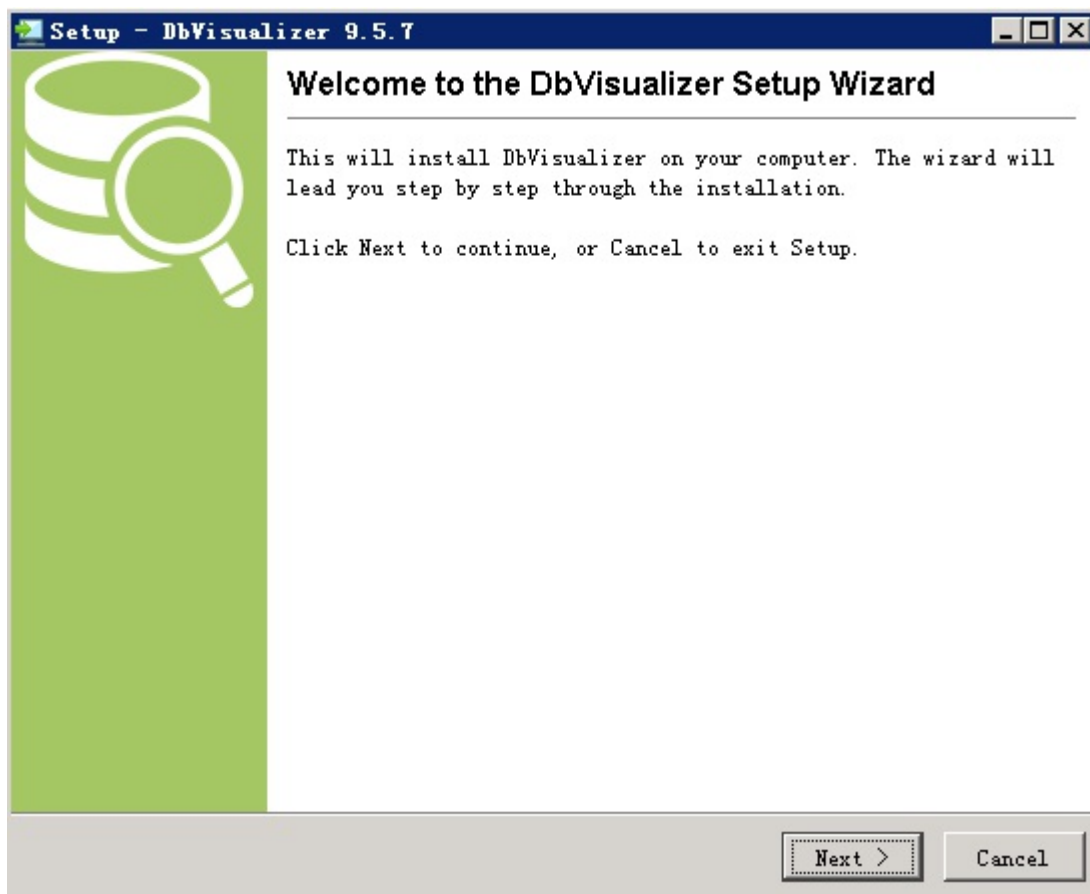 Setup - DbVisualizer 9.5.7
Welcome to the DbVisualizer Setup Wizard
This will install DbVisualizer on your computer. The wizard will
lead you step by step through the installation.
Click Next to continue, or Cancel to exit Setup.
Next >
Cancel